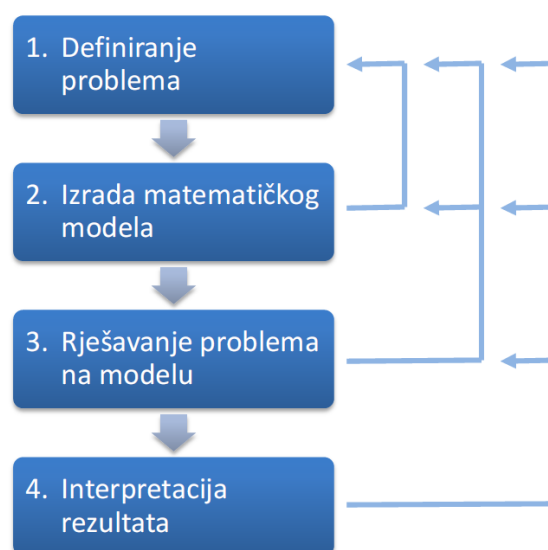 1. Definiranje
problema
2. Izrada matematičkog
modela
3. Rješavanje problema
na modelu
4. Interpretacija
rezultata